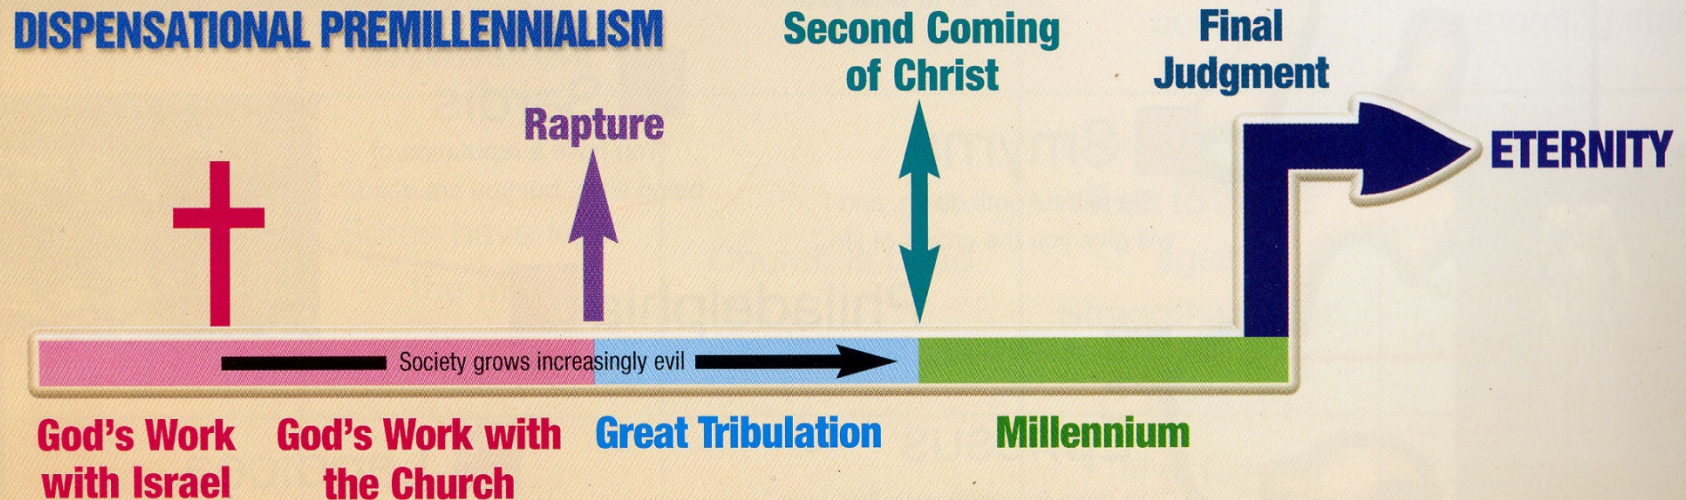 DISPENSATIONAL PREMILLENNIALISM
Second Coming
of Christ
Final
Judgment
Rapture
ETERNITY
Society grows increasingly evil
God's Work
with Israel
God's Work with
the Church
Great Tribulation
Millennium